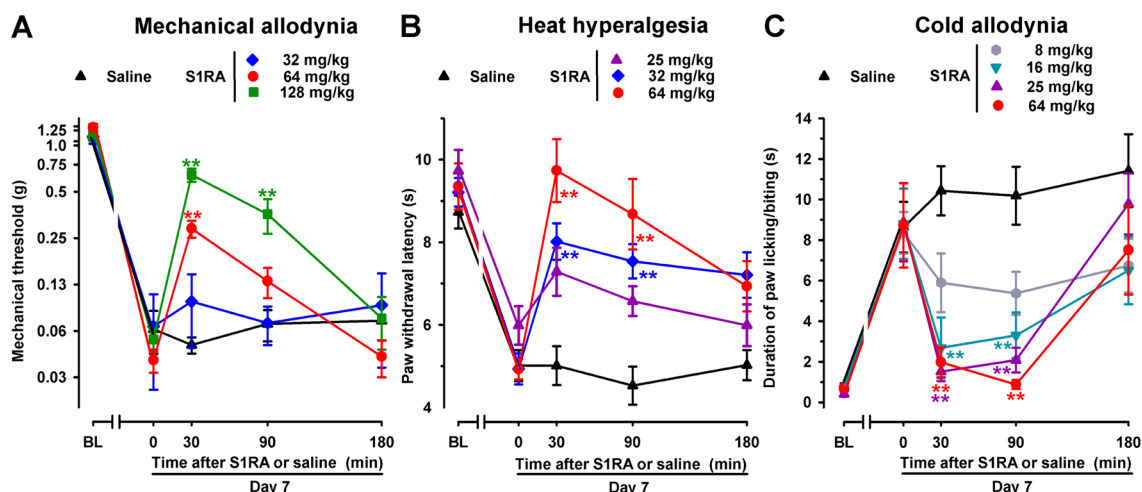 A Mechanical allodynia
Saline S1RA 32 mg/kg
64 mg/kg
128 mg/kg
Mechanical threshold (g)
1.25
1.0
0.75
0.5
0.25
0.13
0.06
0.03
** **
**
BL 0 30 90 180
Time after S1RA or saline (min)
Day 7
B Heat hyperalgesia
Saline S1RA 25 mg/kg
32 mg/kg
64 mg/kg
Paw withdrawal latency (s)
10
8
6
4
**
**
** **
BL 0 30 90 180
Time after S1RA or saline (min)
Day 7
C Cold allodynia
Saline S1RA 8 mg/kg
16 mg/kg
25 mg/kg
64 mg/kg
Duration of paw licking/biting (s)
14
12
10
8
6
4
2
0
** **
** **
** **
BL 0 30 90 180
Time after S1RA or saline (min)
Day 7